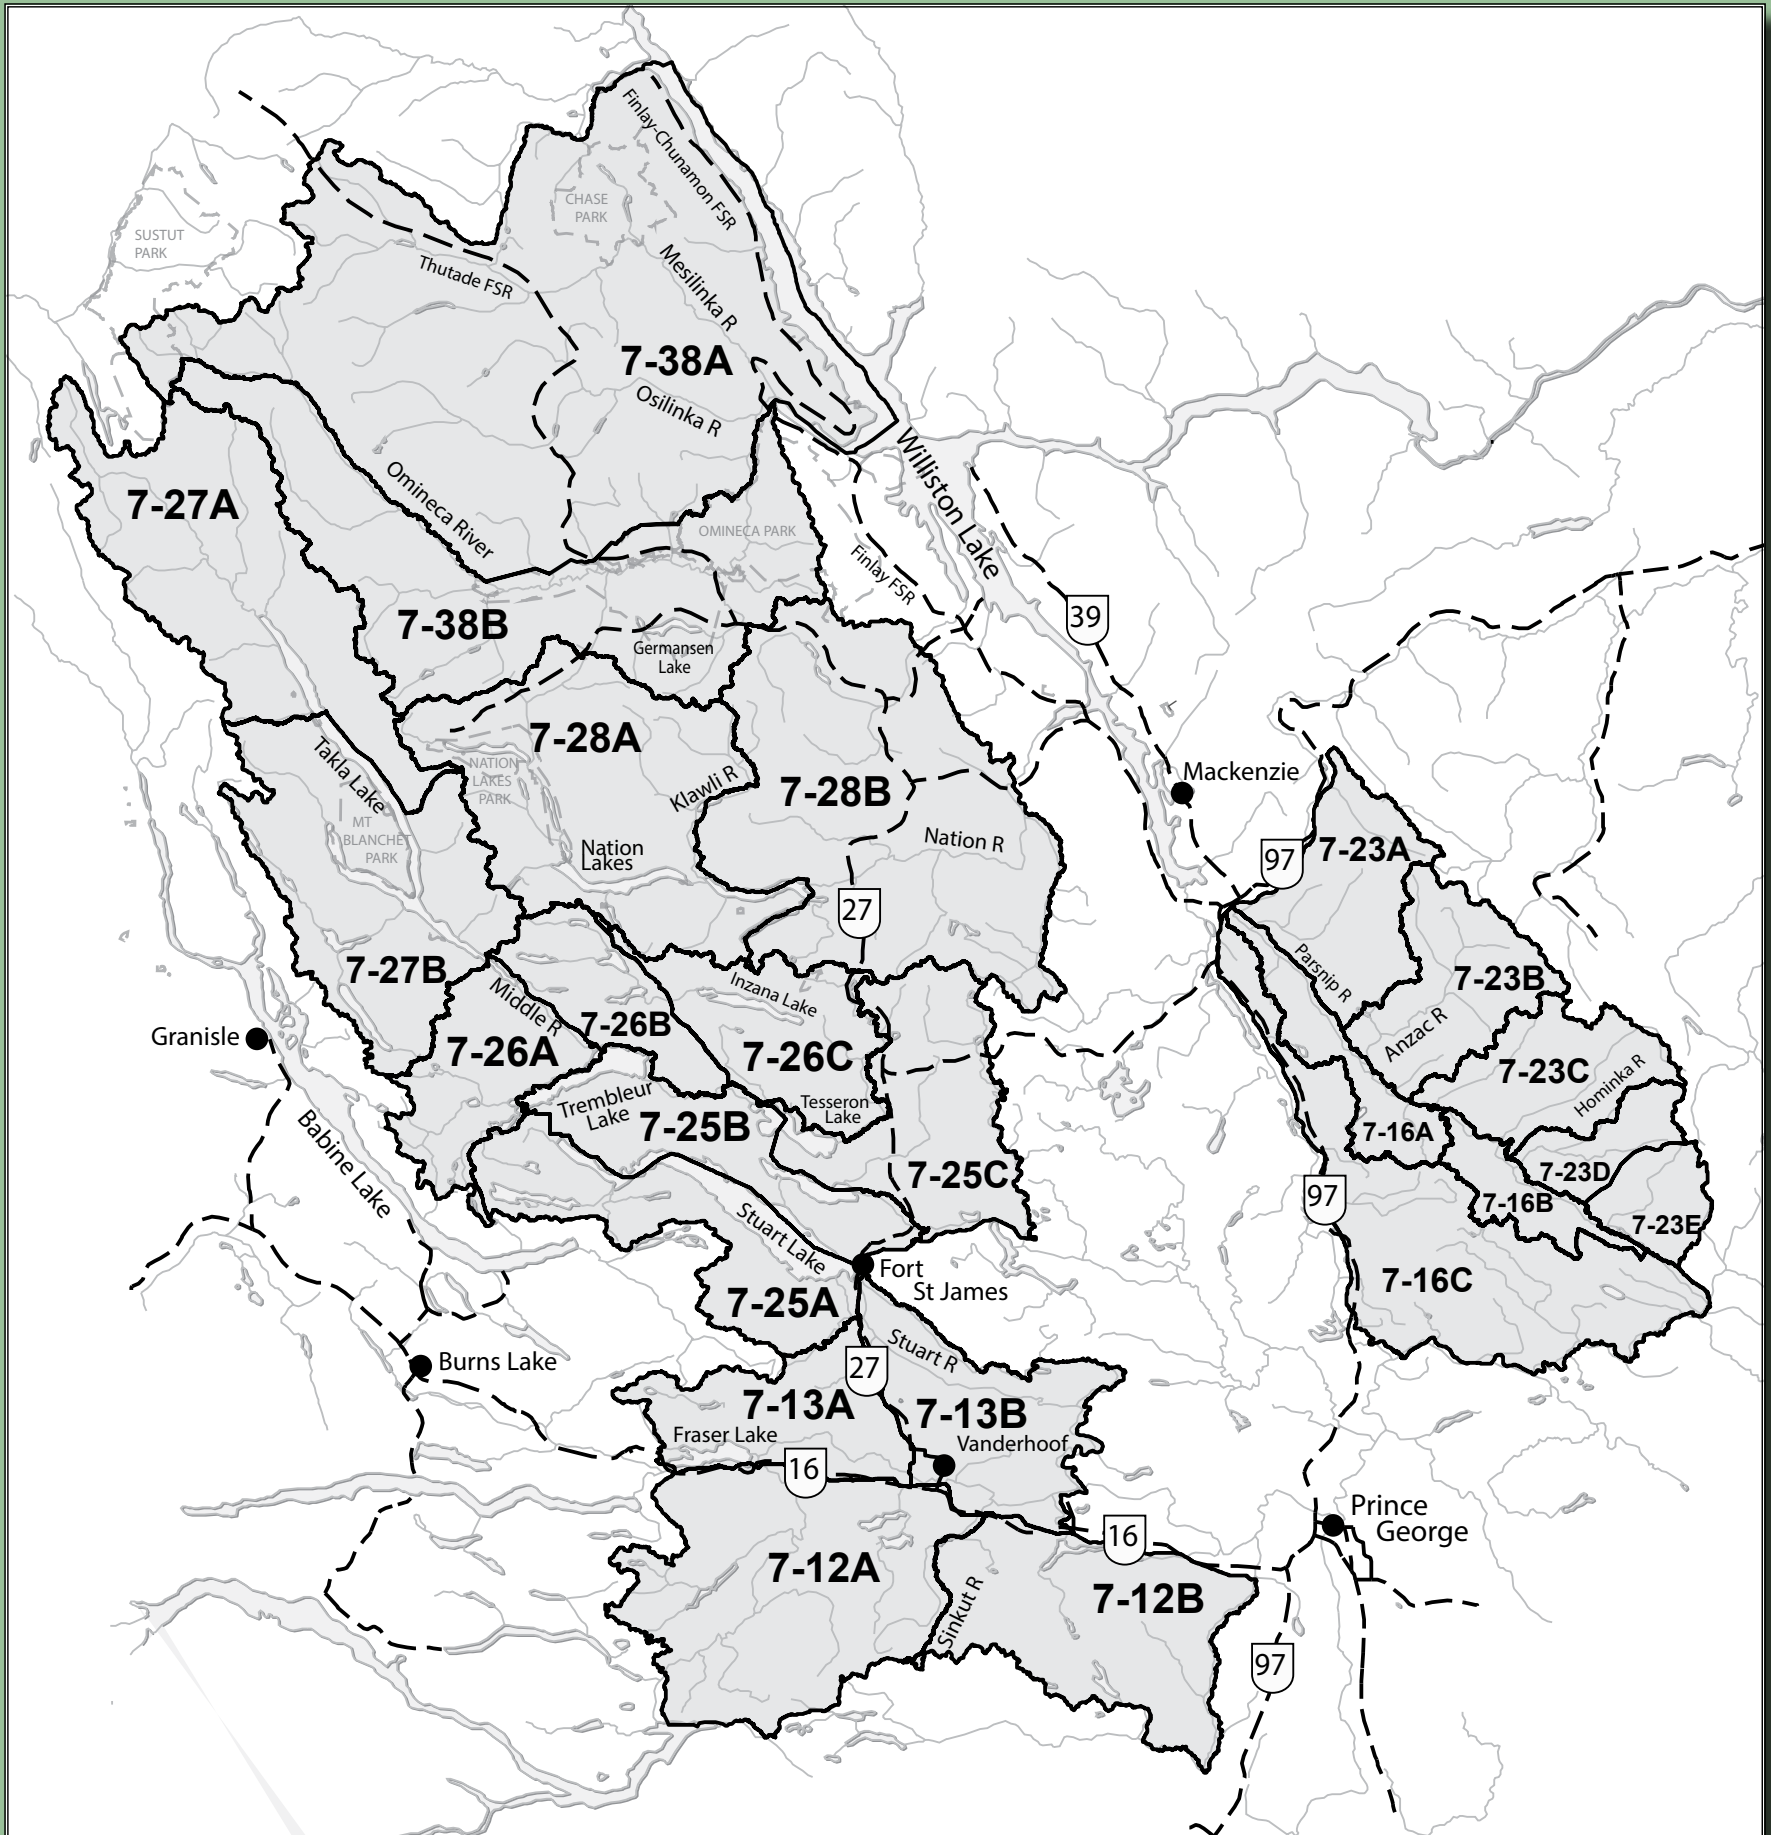 Finlay-Chunamon FSR
CHASE
PARK
SUSTUT
PARK
Thutade FSR
Mesilinka R
7-38A
Osilinka R
Williston Lake
Omineca River
7-27A
OMINECA PARK
Finlay FSR
39
7-38B
Germansen
Lake
7-28A
Takla Lake
NATION
LAKES
PARK
Klawli R
7-28B
Mackenzie
MT
BLANCHET
PARK
Nation
Lakes
Nation R
97
7-23A
27
7-27B
Middle R
Inzana Lake
Parsnip R
7-23B
Granisle
7-26B
7-26A
7-26C
Anzac R
7-23C
Hominka R
Trembleur
Lake
7-25B
Tesseron
Lake
Babine Lake
7-16A
7-25C
7-23D
97
7-16B
7-23E
Stuart Lake
Fort
St James
7-16C
7-25A
Stuart R
Burns Lake
27
7-13A
7-13B
Fraser Lake
Vanderhoof
16
Prince
George
16
7-12A
7-12B
Sinkut R
97